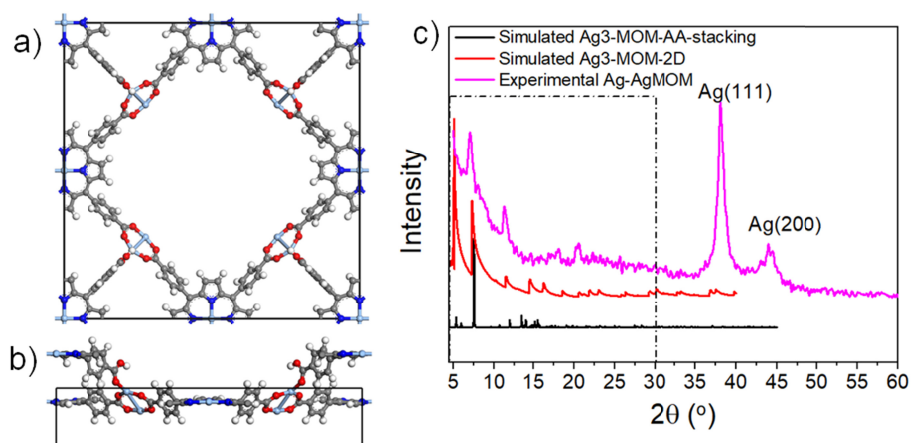 a)
b)
c)
Simulated Ag3-MOM-AA-stacking
Simulated Ag3-MOM-2D
Experimental Ag-AgMOM
Ag(111)
Ag(200)
Intensity
5 10 15 20 25 30 35 40 45 50 55 60
2θ (°)